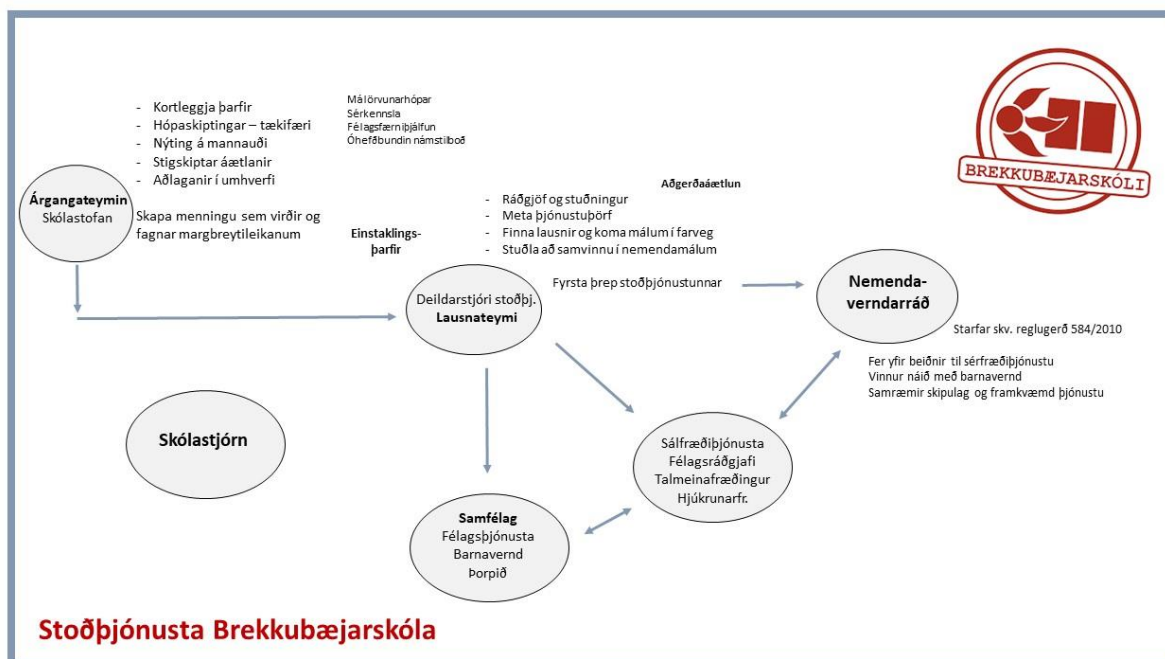 - Kortleggja þarfir
- Hópaskiptingar – tækifæri
- Nýting á mannauði
- Stigskiptar áætlanir
- Aðlaganir í umhverfi
Málörvunarhópar
Sérkennsla
Félagsfærniþjálfun
Óhefðbundin námstilboð
BREKKUBÆJARSKÓLI
Árgangateymin
Skólastofan
Skapa menningu sem virðir og
fagnar margbreytileikanum
Einstaklings-
þarfir
Aðgerðaáætlun
- Ráðgjöf og stuðningur
- Meta þjónustuþörf
- Finna lausnir og koma málum í farveg
- Stuðla að samvinnu í nemendamálum
Fyrsta þrep stoðþjónustunnar
Deildarstjóri stoðþj.
Lausnateymi
Nemenda-
verndarráð
Starfar skv. reglugerð 584/2010
Fer yfir beiðnir til sérfræðiþjónustu
Vinnur náið með barnavernd
Samræmir skipulag og framkvæmd þjónustu
Skólastjórn
Sálfræðiþjónusta
Félagsráðgjafi
Talmeinafræðingur
Hjúkrunarfr.
Samfélag
Félagsþjónusta
Barnavernd
Þorpið
Stoðþjónusta Brekkubæjarskóla